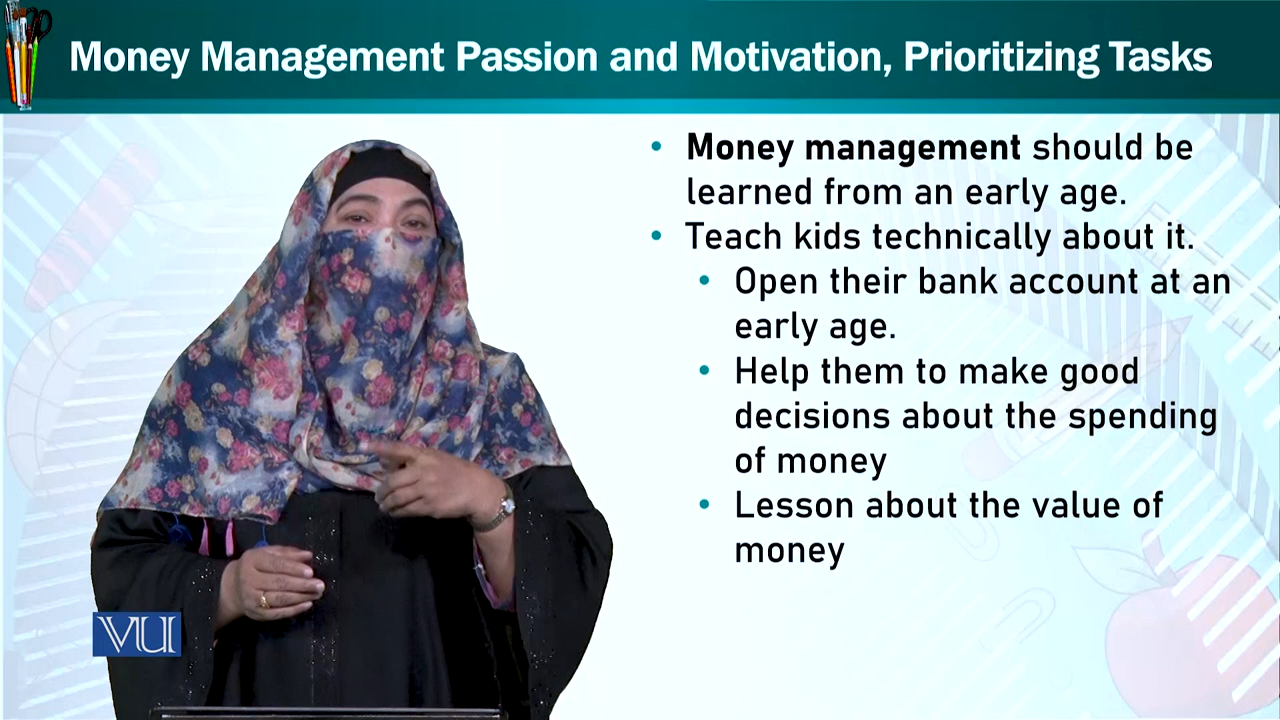 Money Management Passion and Motivation, Prioritizing Tasks
• Money management should be
learned from an early age.
• Teach kids technically about it.
• Open their bank account at an
early age.
• Help them to make good
decisions about the spending
of money
• Lesson about the value of
money
VU